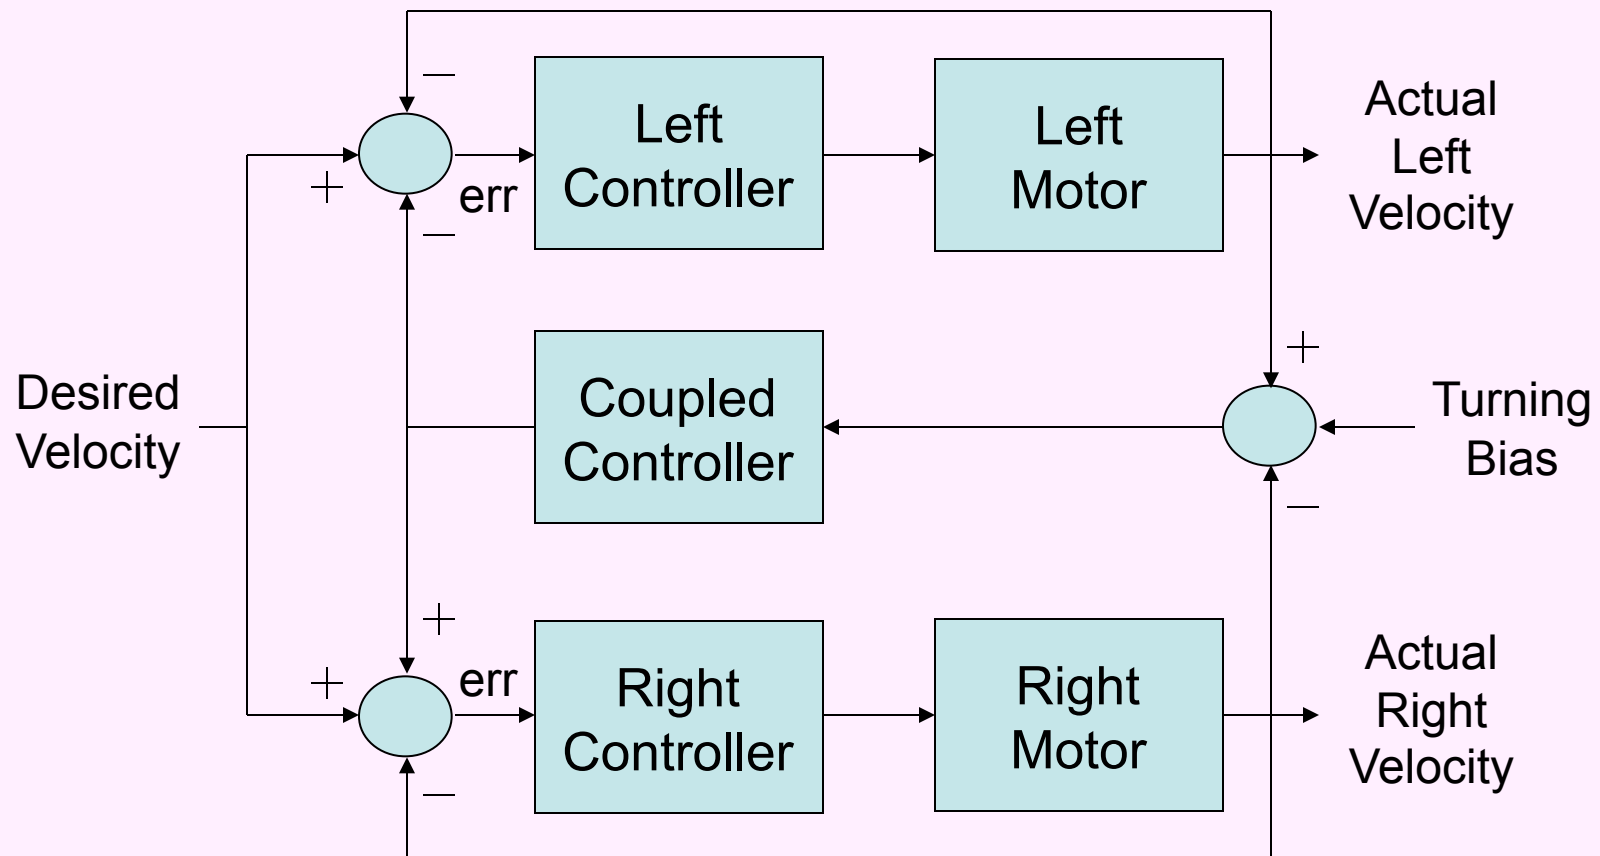 Left
Controller
Left
Motor
Actual
Left
Velocity
—
+
err
—
Desired
Velocity
Coupled
Controller
+
Turning
Bias
—
+
+
err
Right
Controller
Right
Motor
Actual
Right
Velocity
—